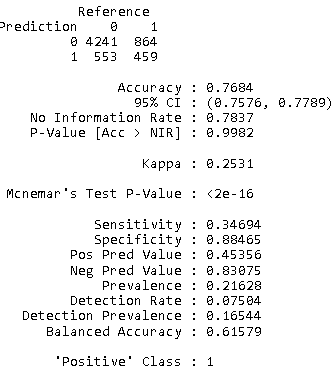 Reference
Prediction 0 1
0 4241 864
1 553 459
Accuracy : 0.7684
95% CI : (0.7576, 0.7789)
No Information Rate : 0.7837
P-Value [Acc > NIR] : 0.9982
Kappa : 0.2531
Mcnemar's Test P-Value : <2e-16
Sensitivity : 0.34694
Specificity : 0.88465
Pos Pred Value : 0.45356
Neg Pred Value : 0.83075
Prevalence : 0.21628
Detection Rate : 0.07504
Detection Prevalence : 0.16544
Balanced Accuracy : 0.61579
'Positive' Class : 1